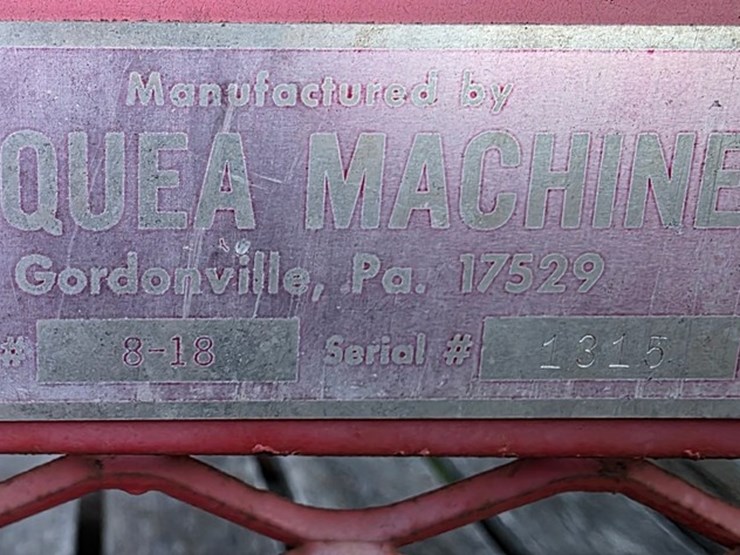 Manufactured by
QUEA MACHINE
Gordonville, Pa. 17529
# 8-18 Serial # 1315